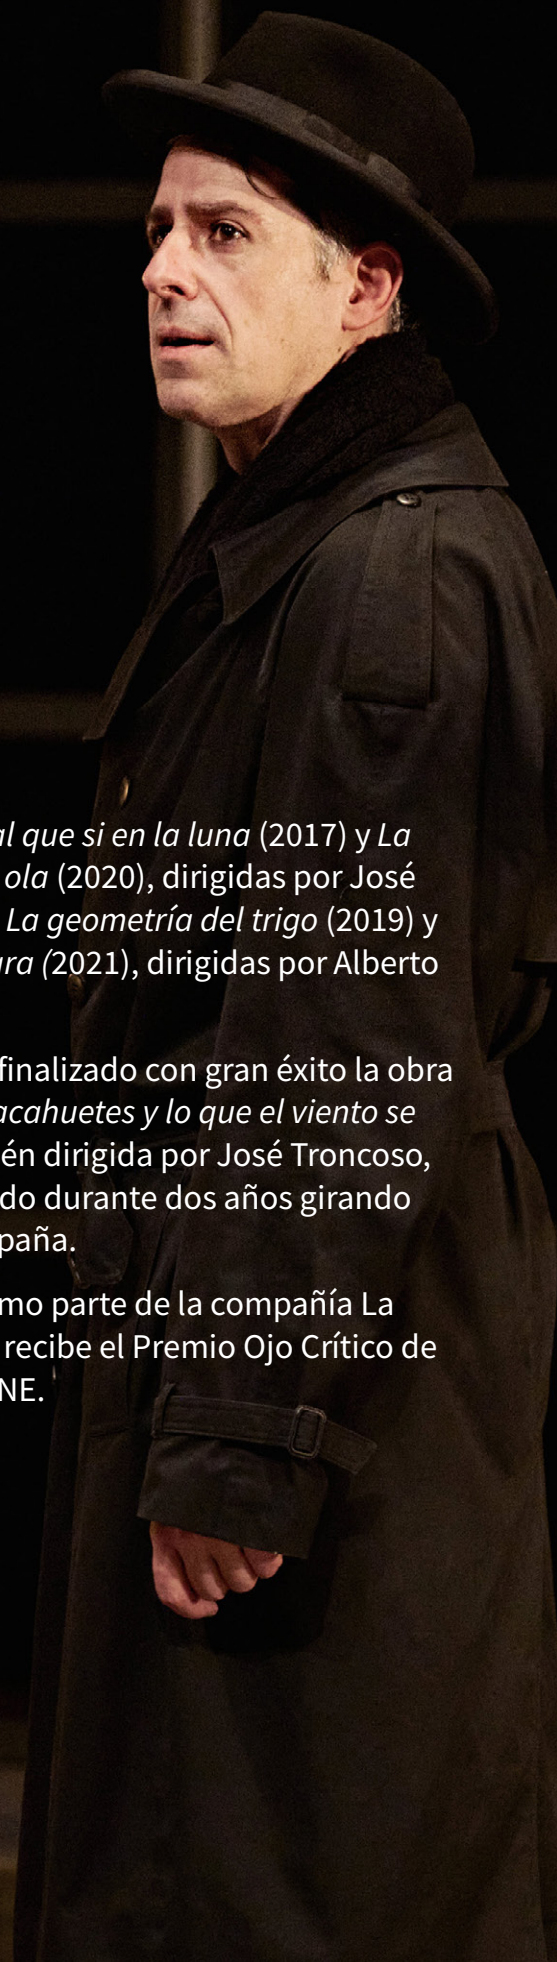 al que si en la luna (2017) y La
ola (2020), dirigidas por José
La geometría del trigo (2019) y
ra (2021), dirigidas por Alberto
finalizado con gran éxito la obra
acahuetes y lo que el viento se
én dirigida por José Troncoso,
do durante dos años girando
paña.
mo parte de la compañía La
recibe el Premio Ojo Crítico de
NE.